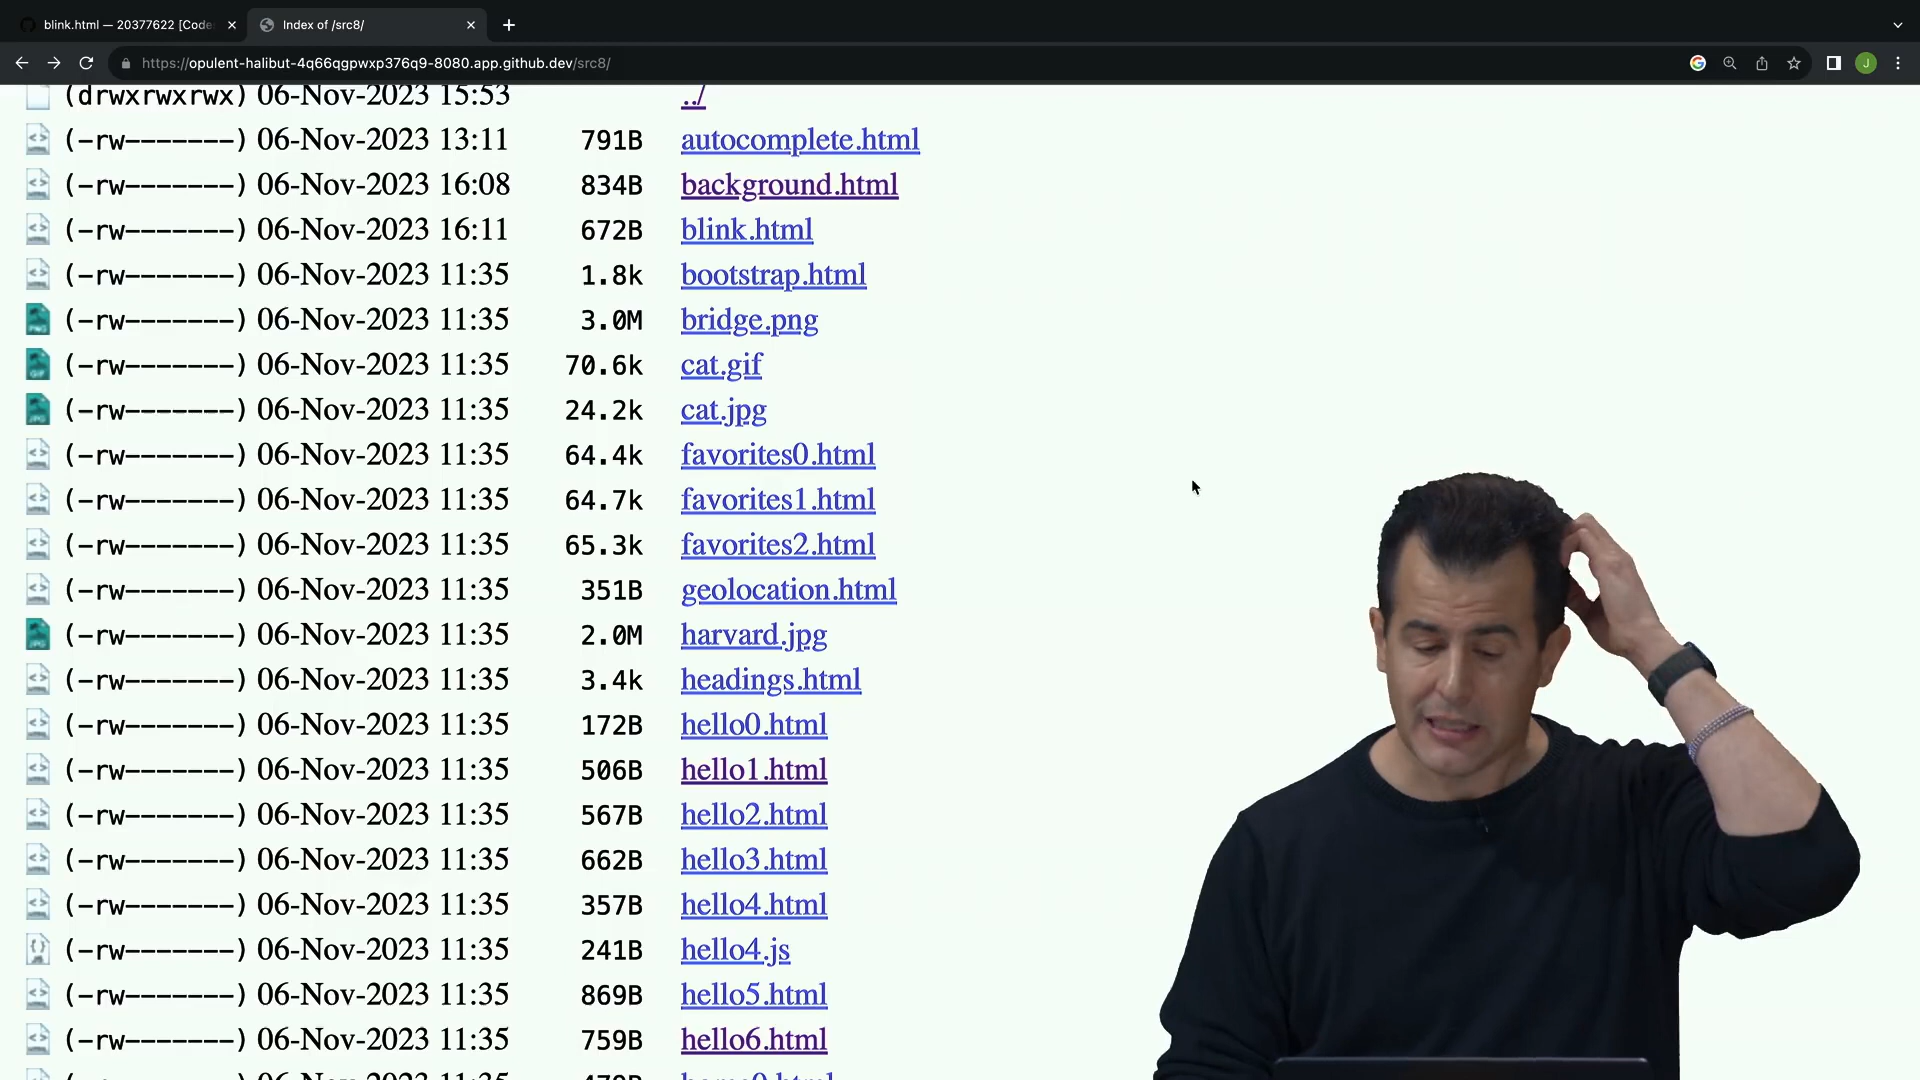 blink.html — 20377622 [Code
Index of /src8/
https://opulent-halibut-4q66qgpwxp376q9-8080.app.github.dev/src8/
J
(drwxrwxrwx) 06-Nov-2023 15:53 ../
(-rw-------) 06-Nov-2023 13:11 791B autocomplete.html
(-rw-------) 06-Nov-2023 16:08 834B background.html
(-rw-------) 06-Nov-2023 16:11 672B blink.html
(-rw-------) 06-Nov-2023 11:35 1.8k bootstrap.html
(-rw-------) 06-Nov-2023 11:35 3.0M bridge.png
(-rw-------) 06-Nov-2023 11:35 70.6k cat.gif
(-rw-------) 06-Nov-2023 11:35 24.2k cat.jpg
(-rw-------) 06-Nov-2023 11:35 64.4k favorites0.html
(-rw-------) 06-Nov-2023 11:35 64.7k favorites1.html
(-rw-------) 06-Nov-2023 11:35 65.3k favorites2.html
(-rw-------) 06-Nov-2023 11:35 351B geolocation.html
(-rw-------) 06-Nov-2023 11:35 2.0M harvard.jpg
(-rw-------) 06-Nov-2023 11:35 3.4k headings.html
(-rw-------) 06-Nov-2023 11:35 172B hello0.html
(-rw-------) 06-Nov-2023 11:35 506B hello1.html
(-rw-------) 06-Nov-2023 11:35 567B hello2.html
(-rw-------) 06-Nov-2023 11:35 662B hello3.html
(-rw-------) 06-Nov-2023 11:35 357B hello4.html
(-rw-------) 06-Nov-2023 11:35 241B hello4.js
(-rw-------) 06-Nov-2023 11:35 869B hello5.html
(-rw-------) 06-Nov-2023 11:35 759B hello6.html